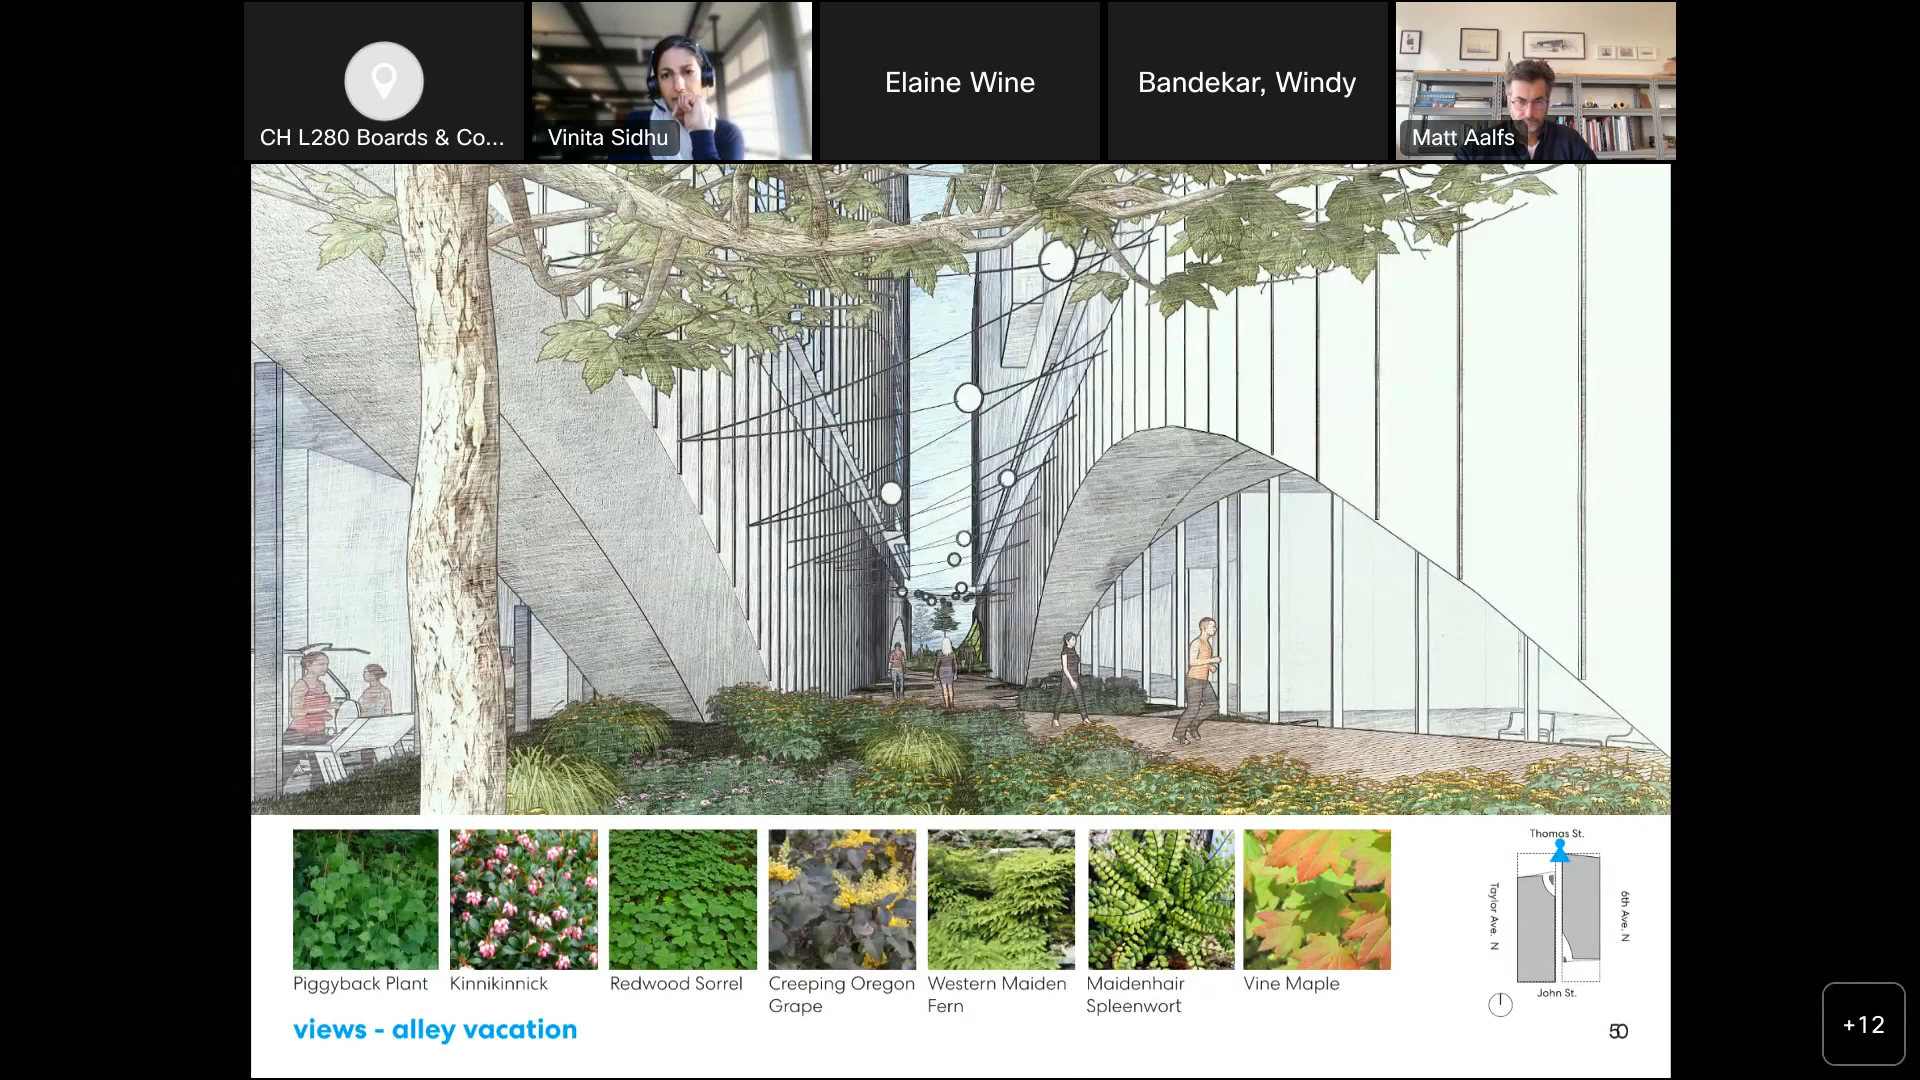 CH L280 Boards & Co...
Vinita Sidhu
Elaine Wine
Bandekar, Windy
Matt Aalfs
Piggyback Plant
Kinnikinnick
Redwood Sorrel
Creeping Oregon
Grape
Western Maiden
Fern
Maidenhair
Spleenwort
Vine Maple
Thomas St.
Taylor Ave. N
6th Ave. N
John St.
views - alley vacation
50
+12